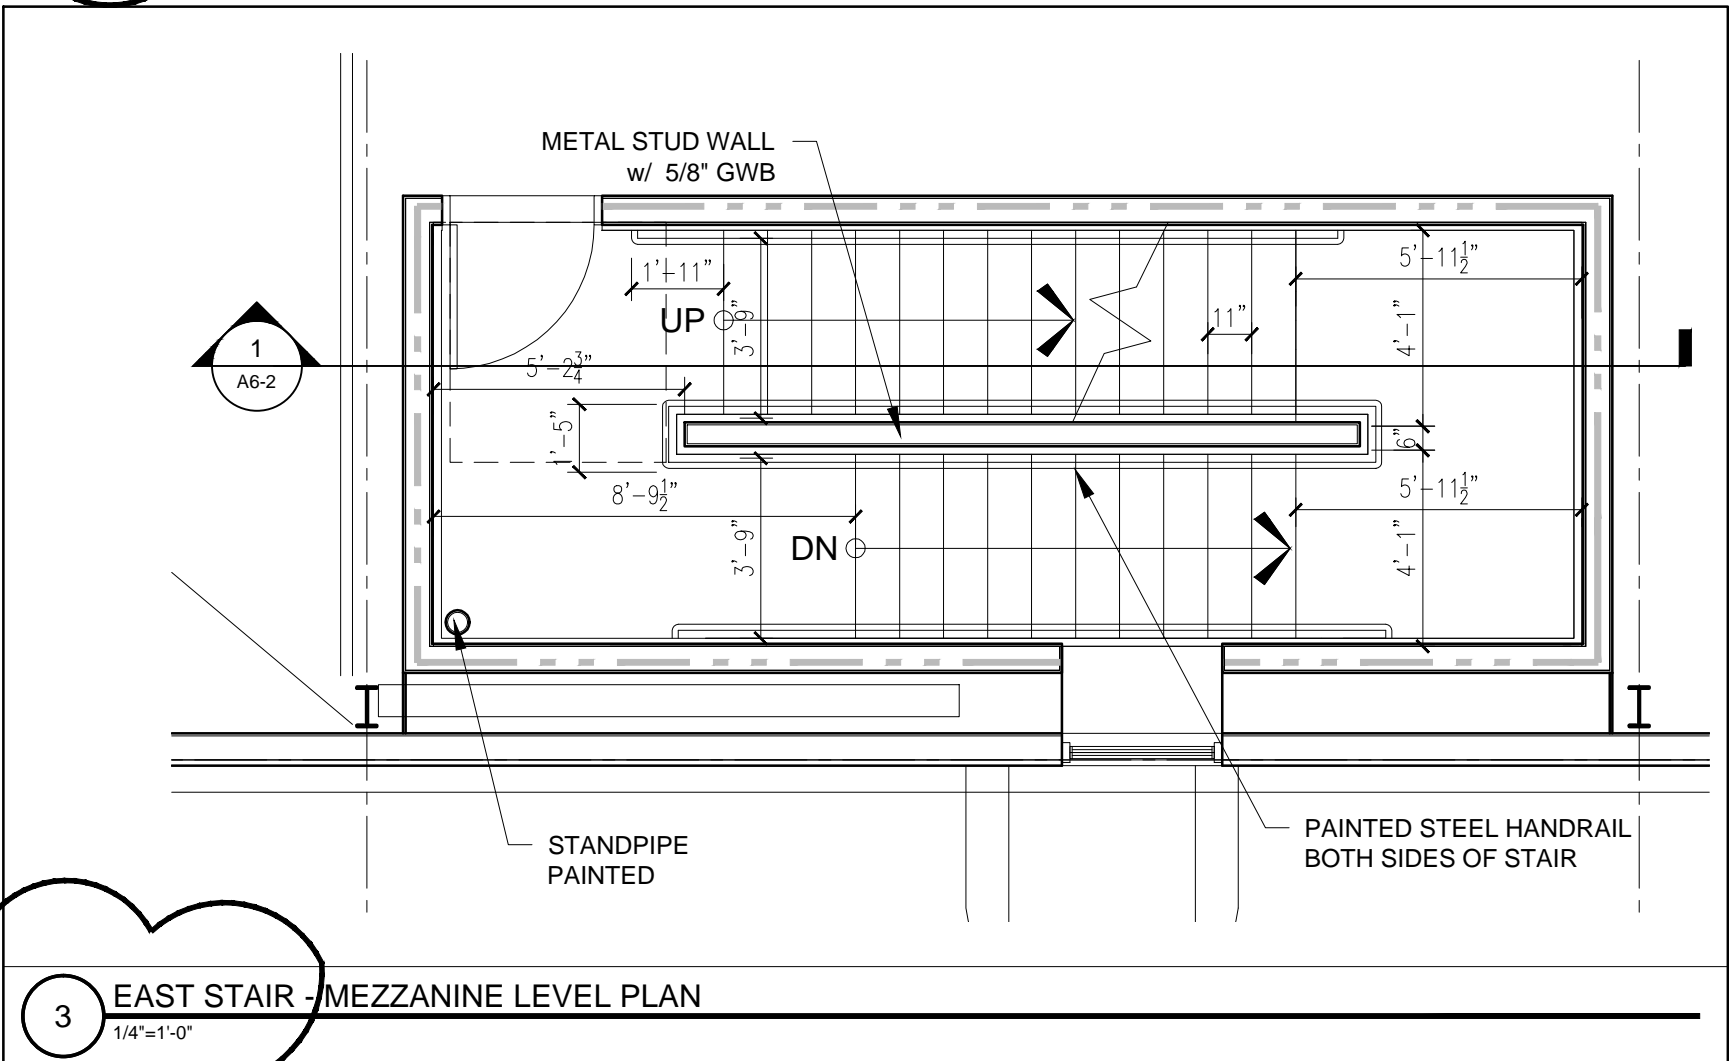 METAL STUD WALL
w/ 5/8" GWB
5'-11½"
1'-11"
UP
3'-9"
11"
4'-1"
1
A6-2
5'-2¾"
1'-5"
6"
8'-9½"
5'-11½"
DN
3'-9"
4'-1"
STANDPIPE
PAINTED
PAINTED STEEL HANDRAIL
BOTH SIDES OF STAIR
3
EAST STAIR - MEZZANINE LEVEL PLAN
1/4"=1'-0"